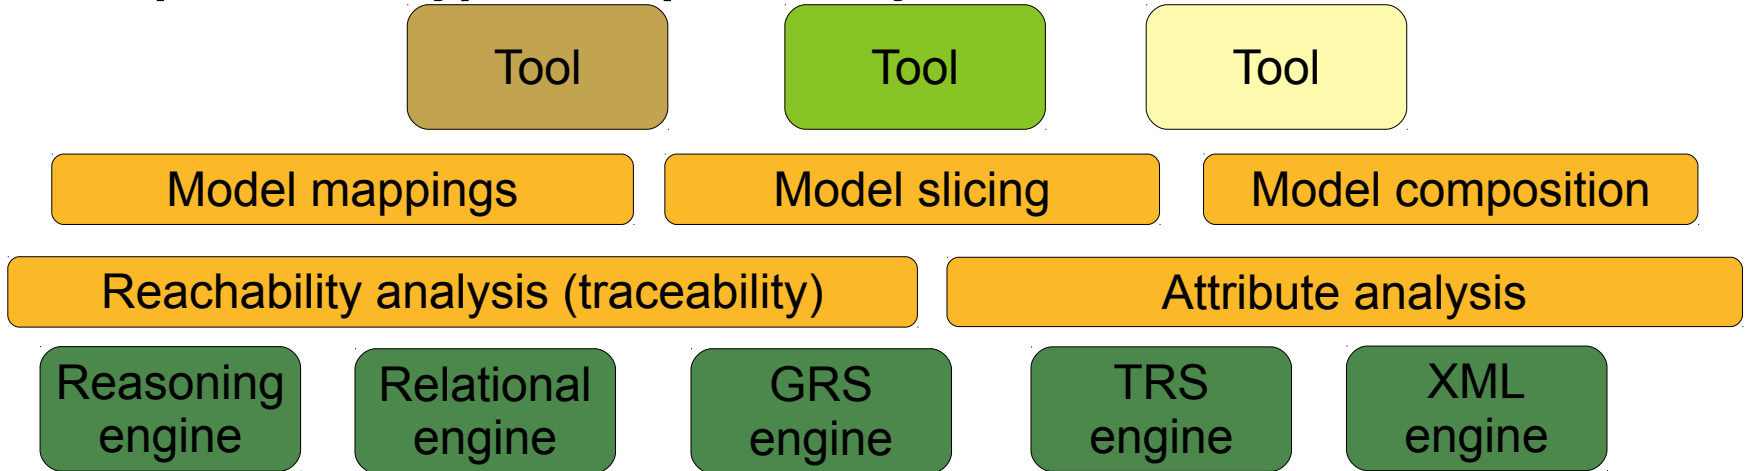 Tool Tool Tool
Model mappings Model slicing Model composition
Reachability analysis (traceability) Attribute analysis
Reasoning Relational GRS TRS XML
engine engine engine engine engine